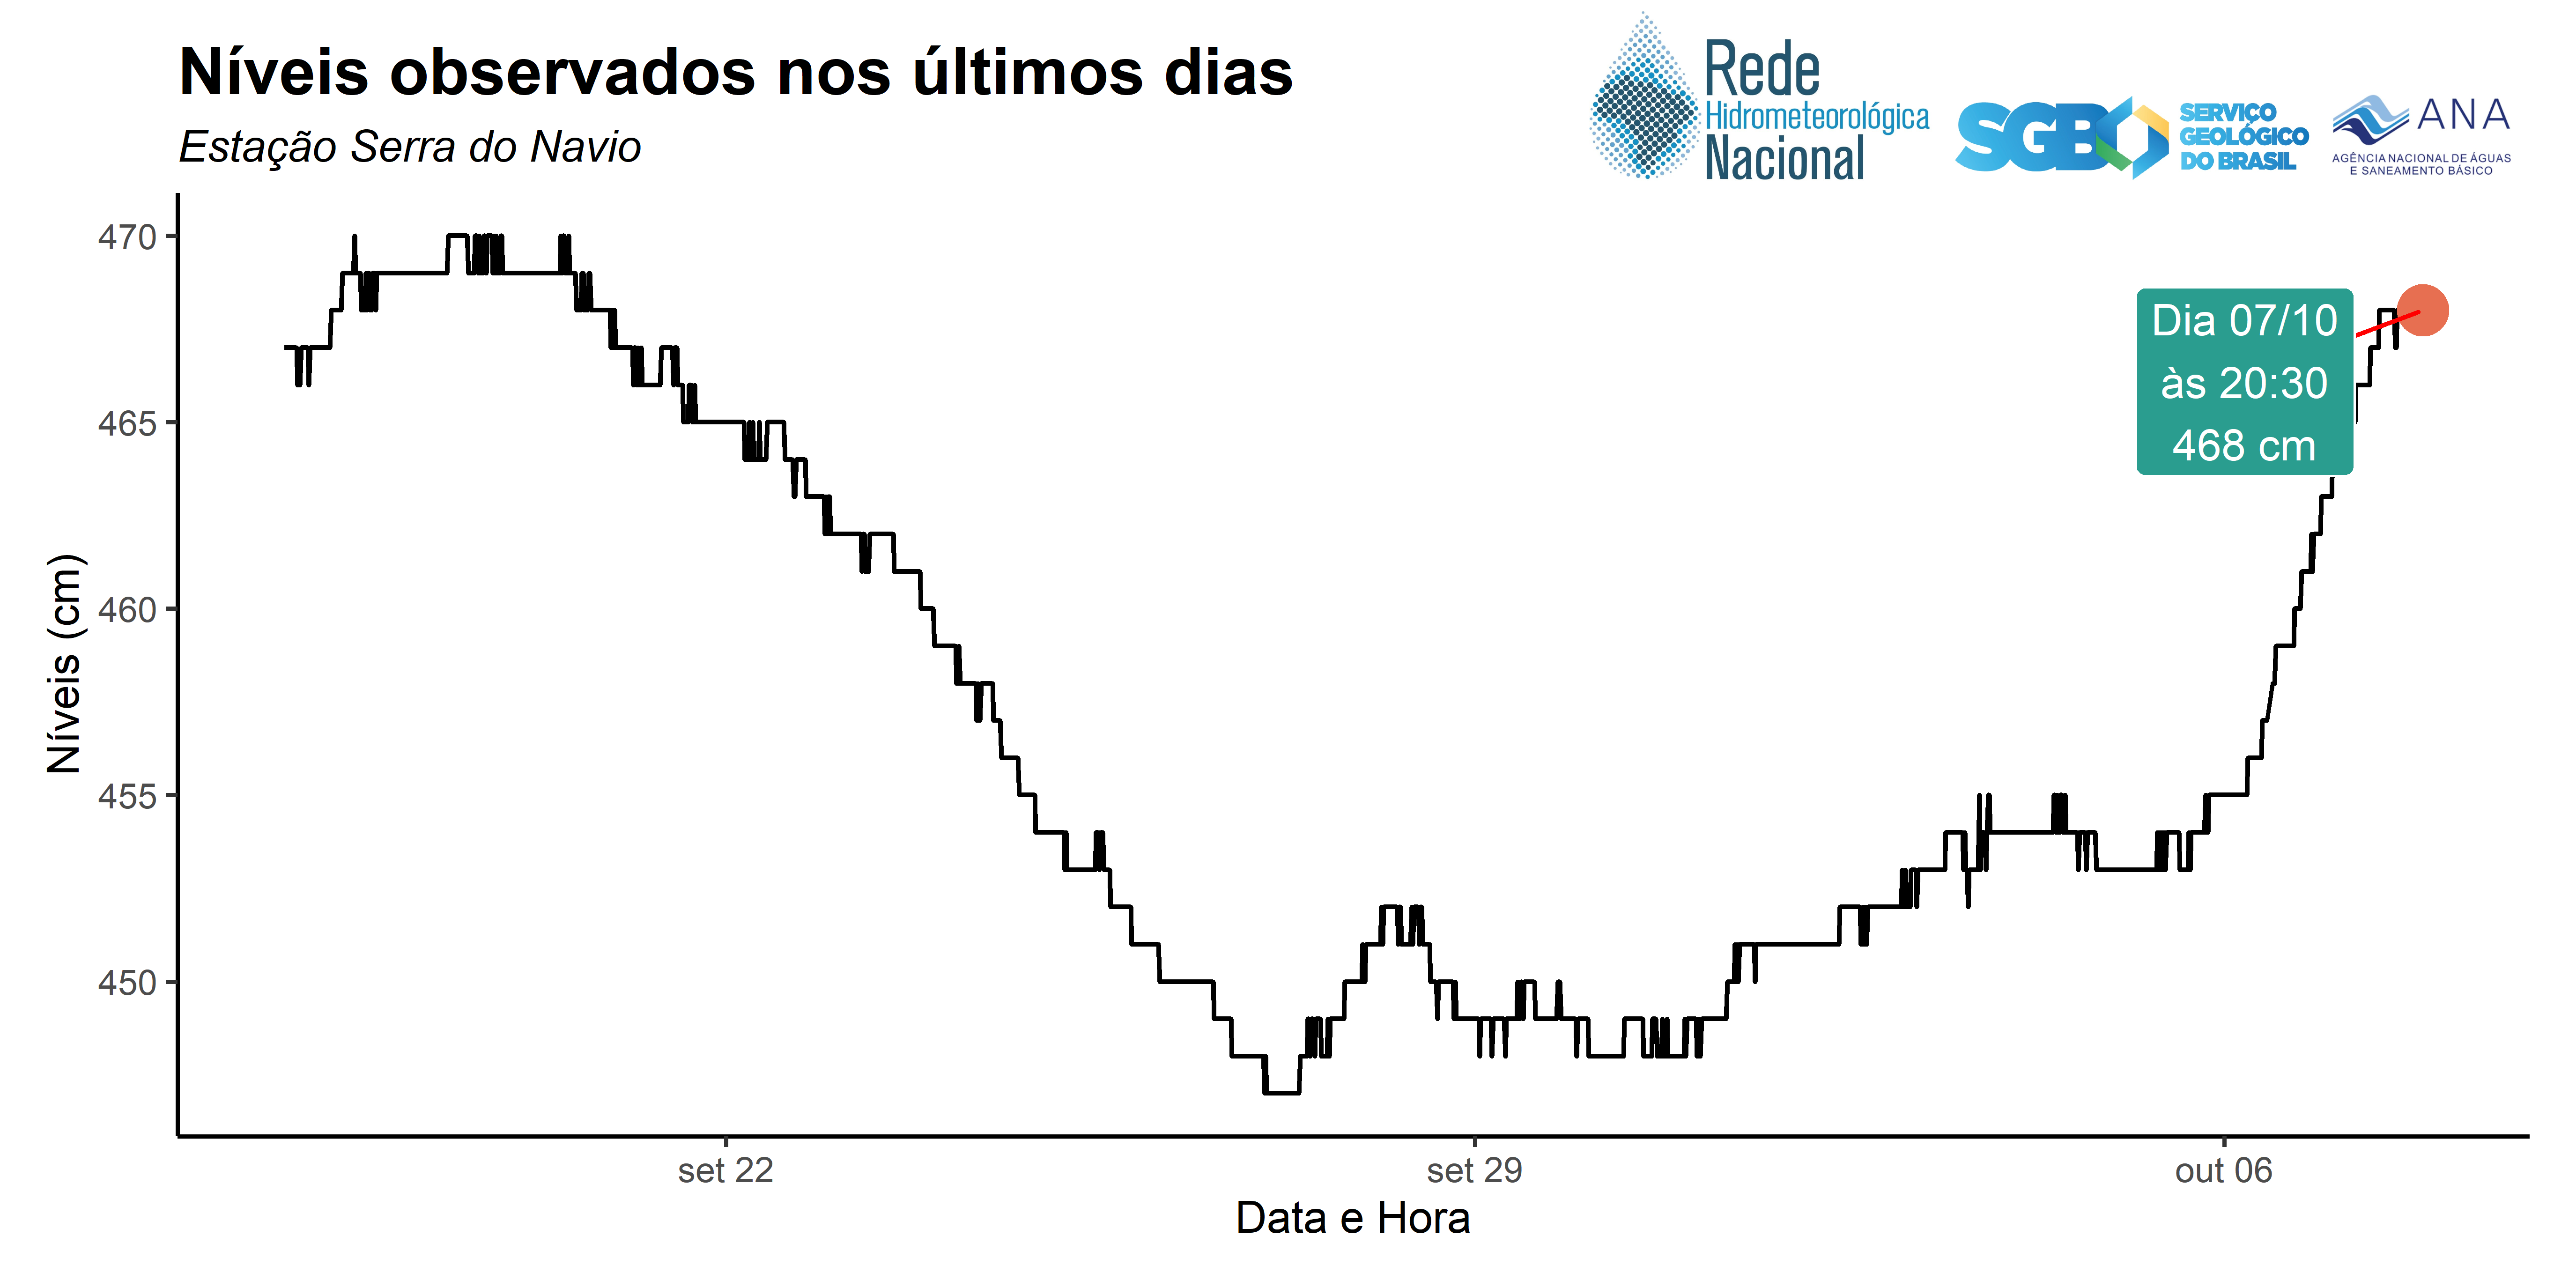 Níveis observados nos últimos dias
Estação Serra do Navio
Rede
Hidrometeorológica
Nacional
SGB
SERVIÇO
GEOLÓGICO
DO BRASIL
ANA
AGÊNCIA NACIONAL DE ÁGUAS
E SANEAMENTO BÁSICO
470
465
460
455
450
Níveis (cm)
Dia 07/10
às 20:30
468 cm
set 22
set 29
out 06
Data e Hora